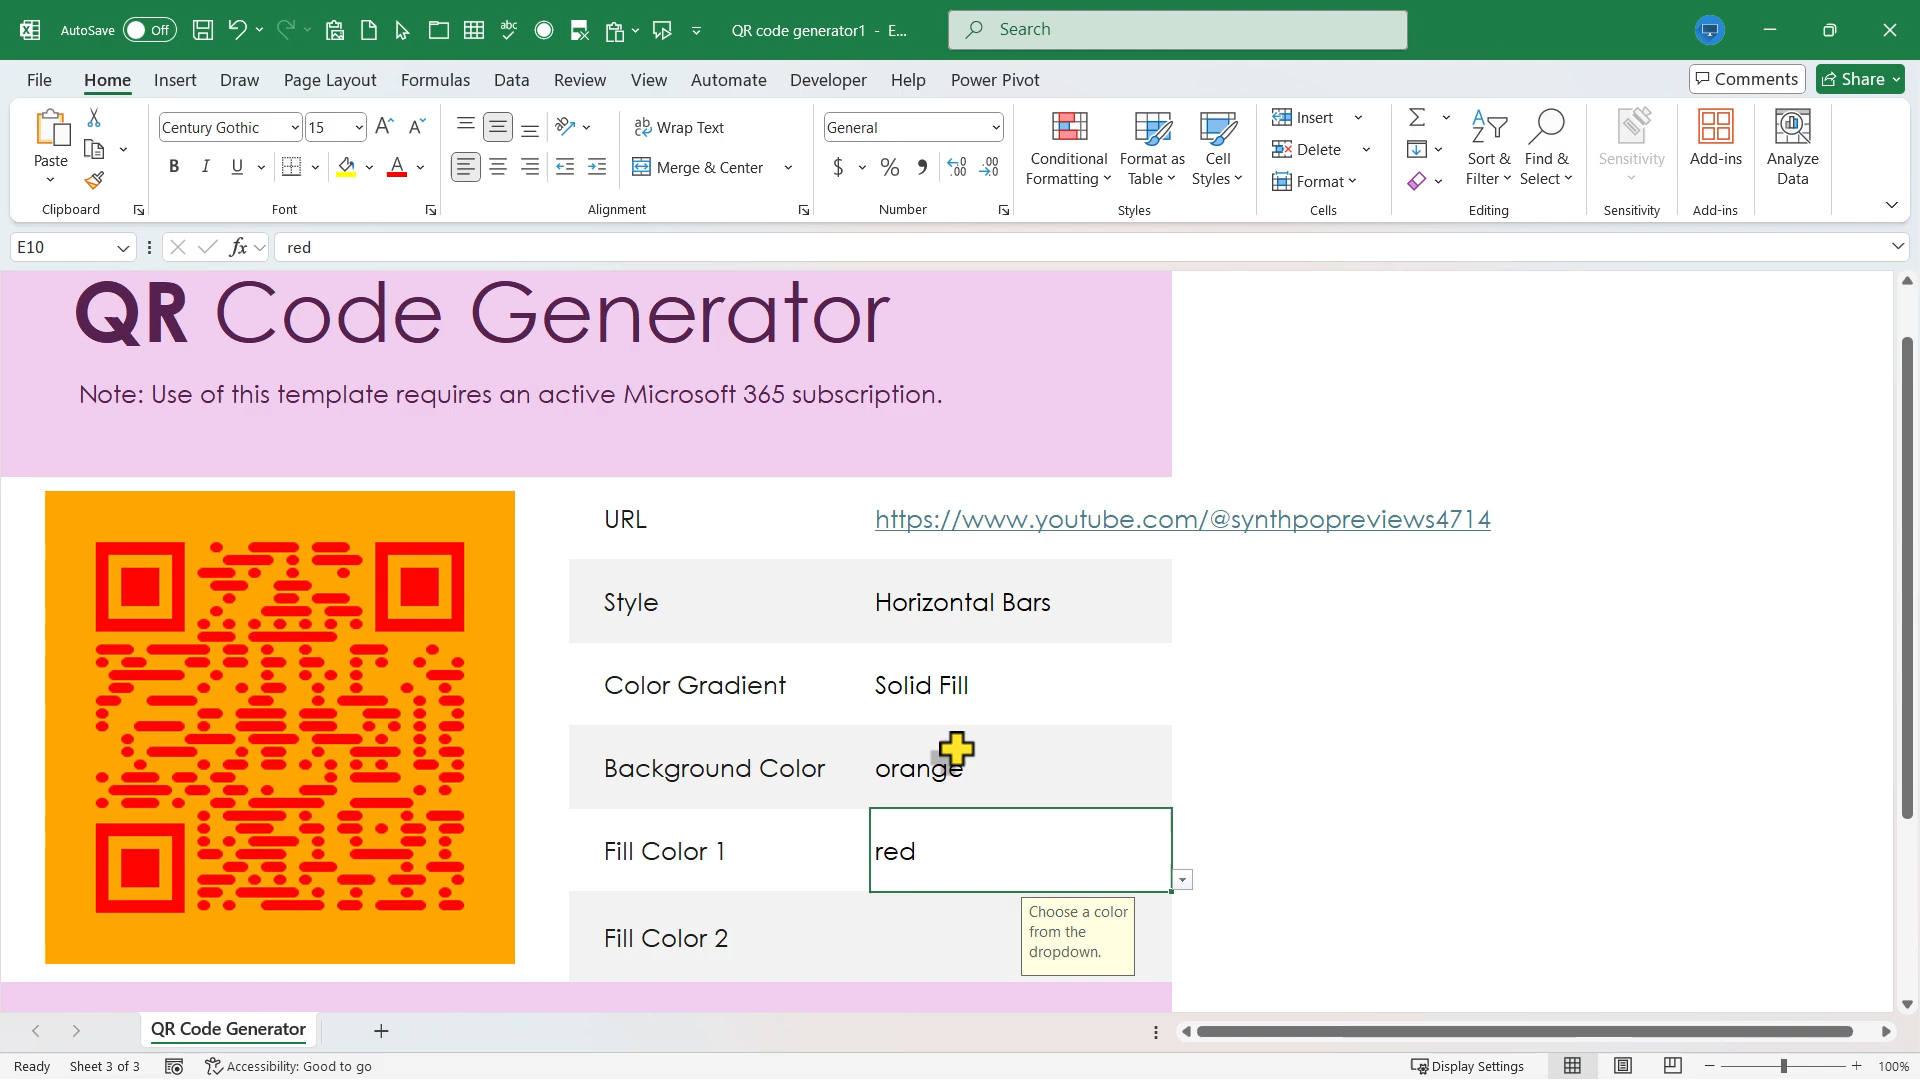 AutoSave Off QR code generator1 - E... Search
File Home Insert Draw Page Layout Formulas Data Review View Automate Developer Help Power Pivot Comments Share
Century Gothic 15 Wrap Text General Insert
Paste Conditional Formatting Format as Table Cell Styles Delete Sort & Filter Find & Select Sensitivity Add-ins Analyze Data
B I U A Merge & Center $ % , Format
Clipboard Font Alignment Number Styles Cells Editing Sensitivity Add-ins
E10 fx red
QR Code Generator
Note: Use of this template requires an active Microsoft 365 subscription.
URL https://www.youtube.com/@synthpopreviews4714
Style Horizontal Bars
Color Gradient Solid Fill
Background Color orange
Fill Color 1 red
Fill Color 2
Choose a color
from the
dropdown.
QR Code Generator
Ready Sheet 3 of 3 Accessibility: Good to go Display Settings 100%